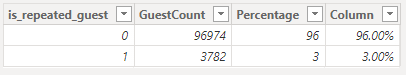 is_repeated_guest GuestCount Percentage Column
0 96974 96 96.00%
1 3782 3 3.00%